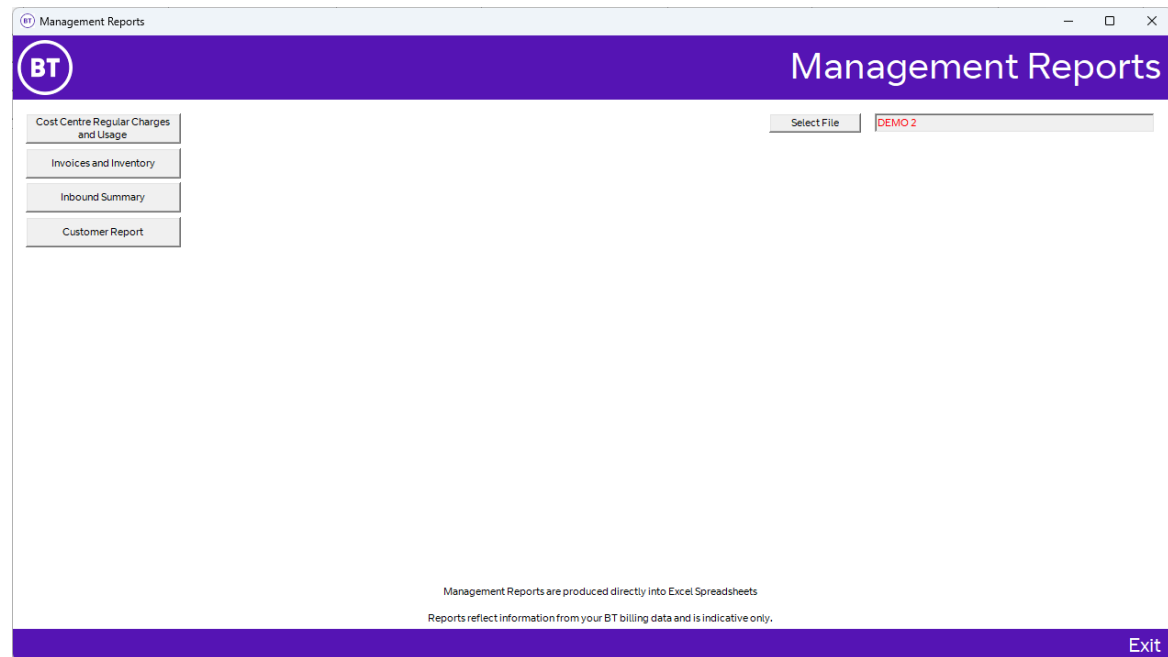 BT Management Reports
BT
Management Reports
Cost Centre Regular Charges
and Usage
Select File
DEMO 2
Invoices and Inventory
Inbound Summary
Customer Report
Management Reports are produced directly into Excel Spreadsheets
Reports reflect information from your BT billing data and is indicative only.
Exit